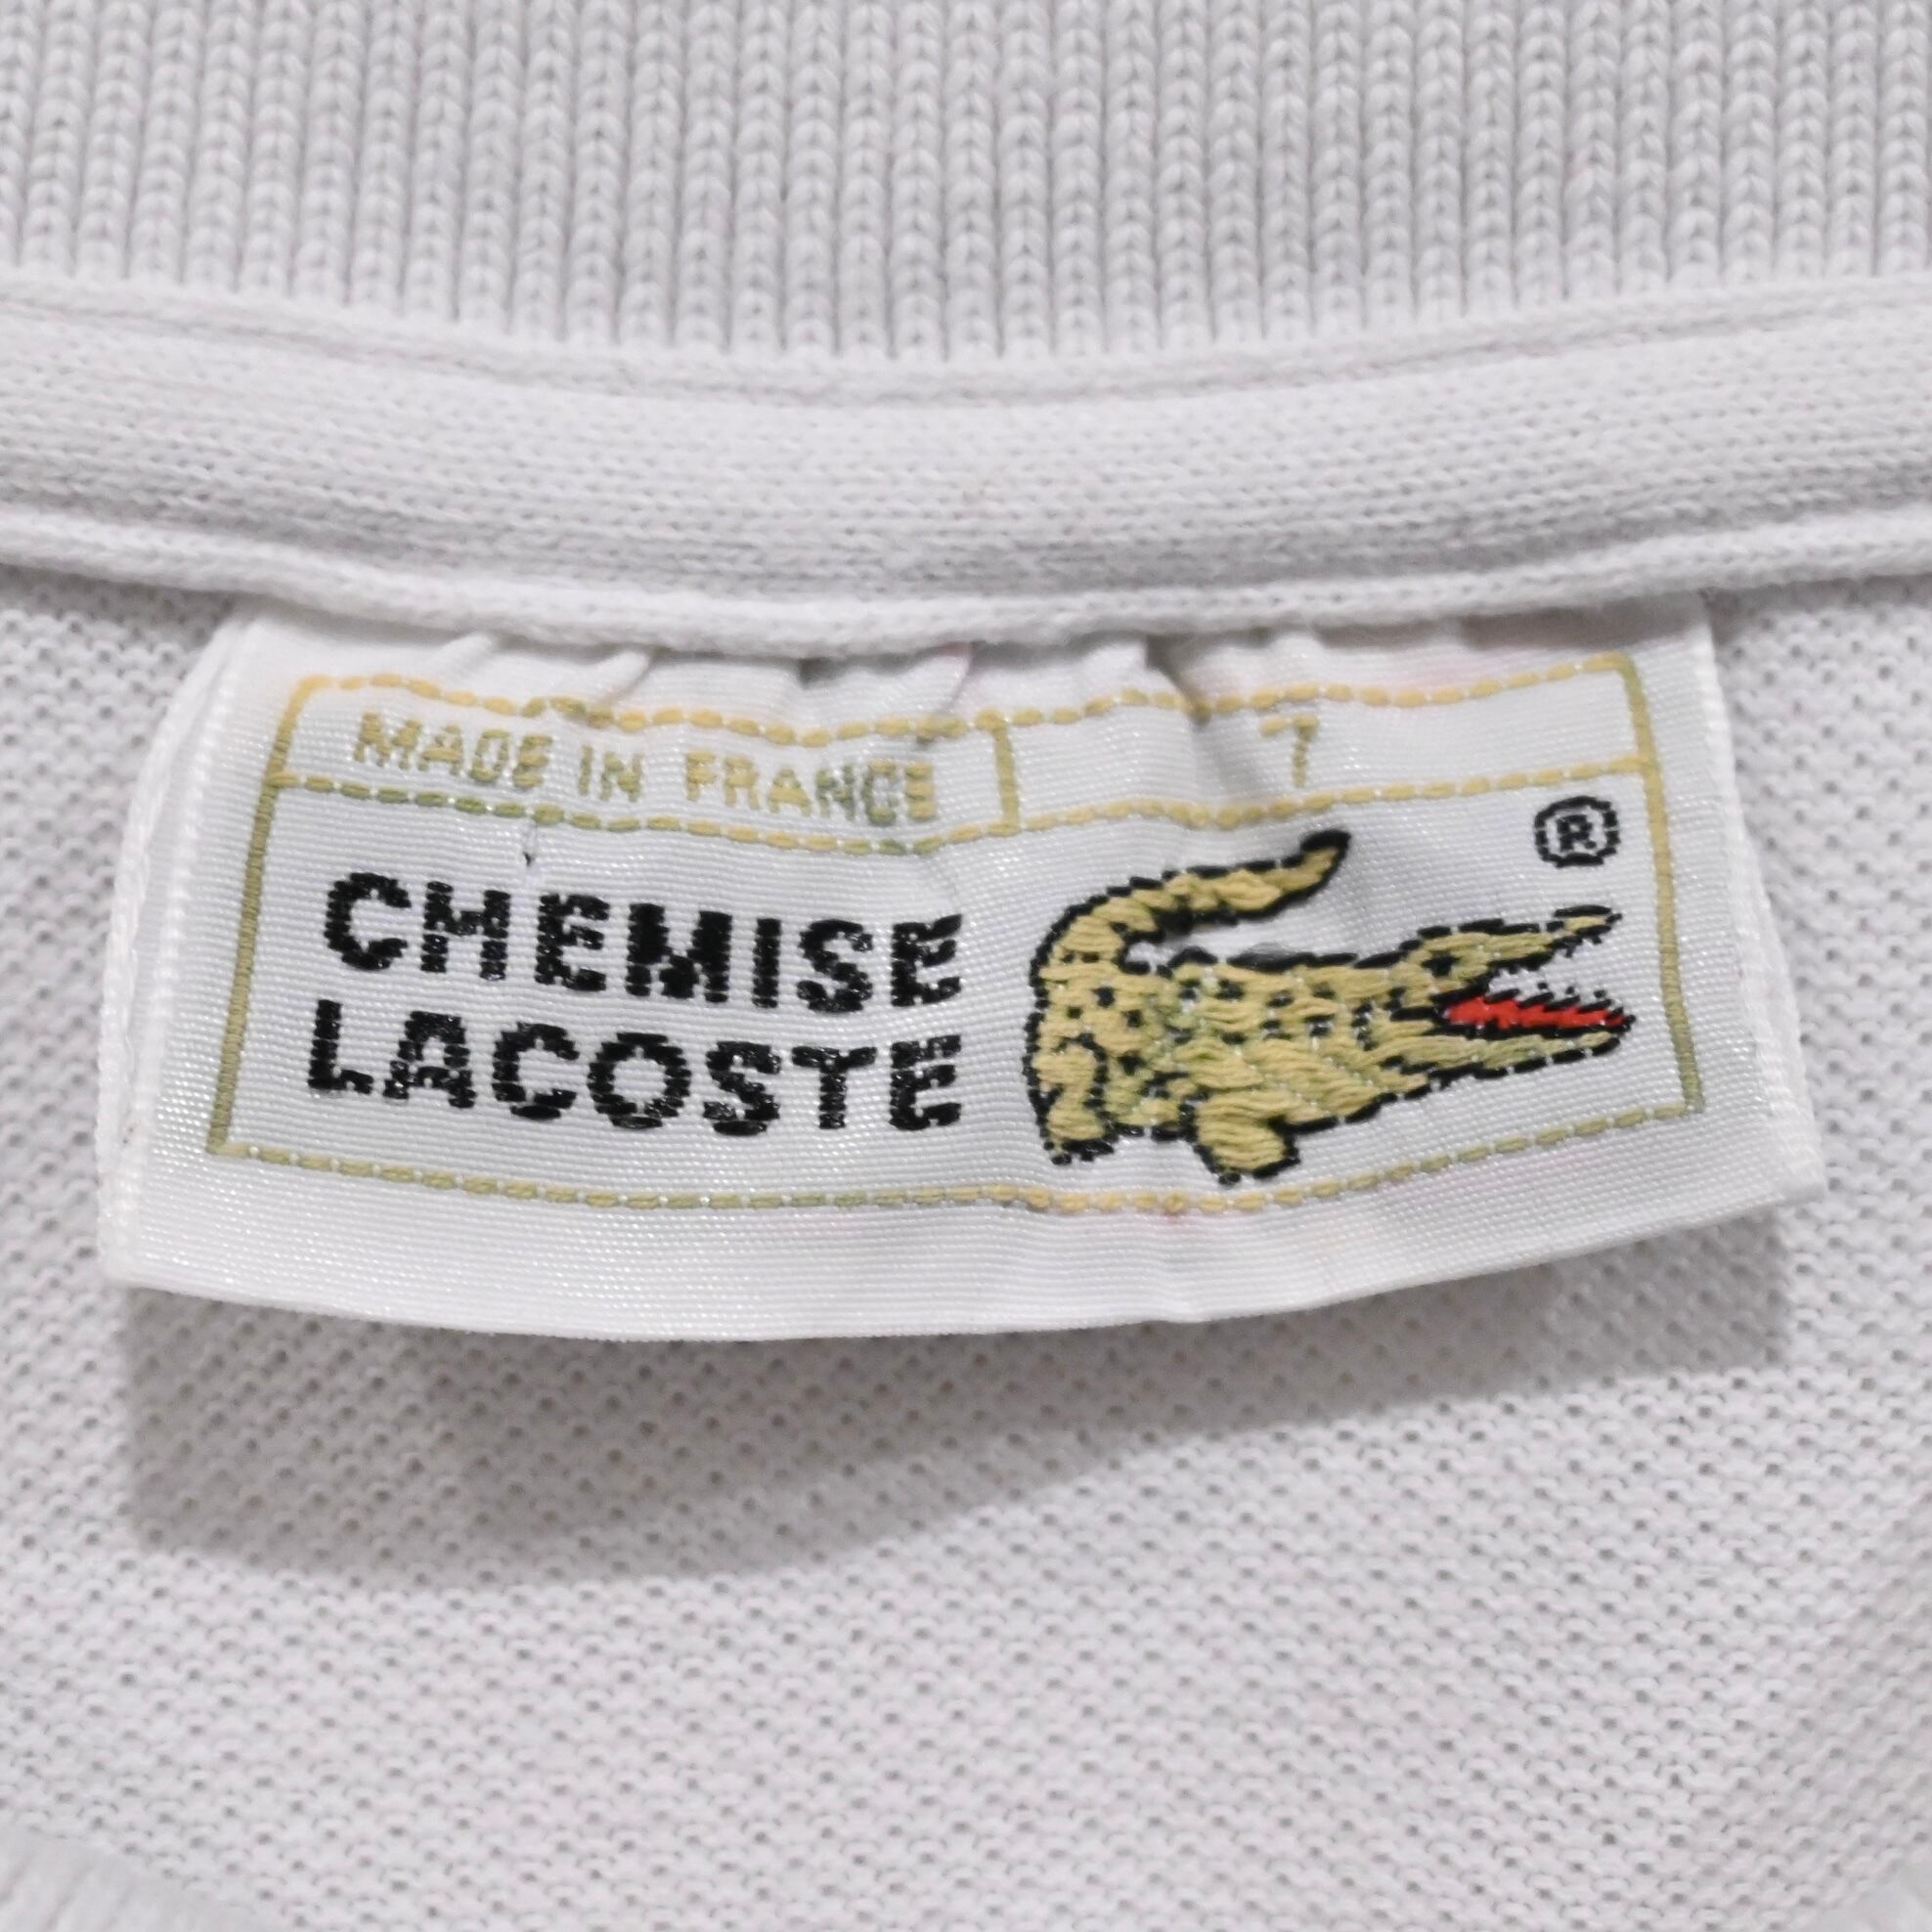 MADE IN FRANCE 7
®
CHEMISE
LACOSTE